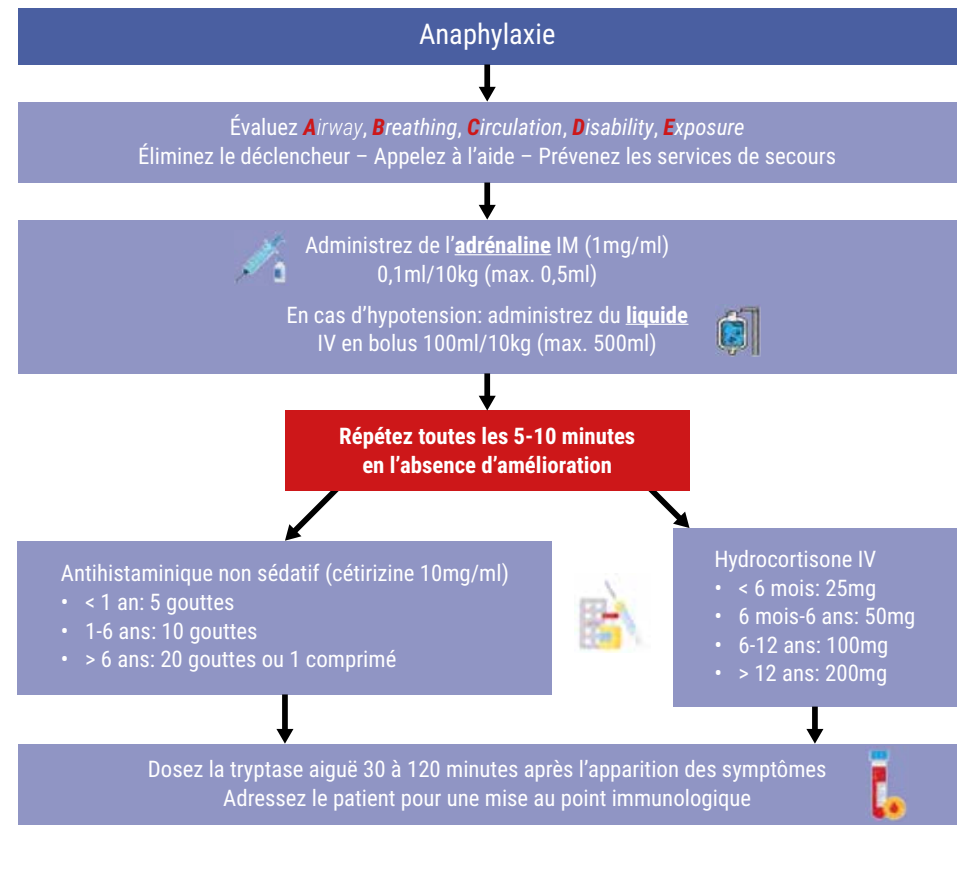 Anaphylaxie
Évaluez Airway, Breathing, Circulation, Disability, Exposure
Éliminez le déclencheur – Appelez à l’aide – Prévenez les services de secours
Administrez de l’adrénaline IM (1mg/ml)
0,1ml/10kg (max. 0,5ml)
En cas d’hypotension: administrez du liquide
IV en bolus 100ml/10kg (max. 500ml)
Répétez toutes les 5-10 minutes
en l’absence d’amélioration
Antihistaminique non sédatif (cétirizine 10mg/ml)
• < 1 an: 5 gouttes
• 1-6 ans: 10 gouttes
• > 6 ans: 20 gouttes ou 1 comprimé
Hydrocortisone IV
• < 6 mois: 25mg
• 6 mois-6 ans: 50mg
• 6-12 ans: 100mg
• > 12 ans: 200mg
Dosez la tryptase aiguë 30 à 120 minutes après l’apparition des symptômes
Adressez le patient pour une mise au point immunologique